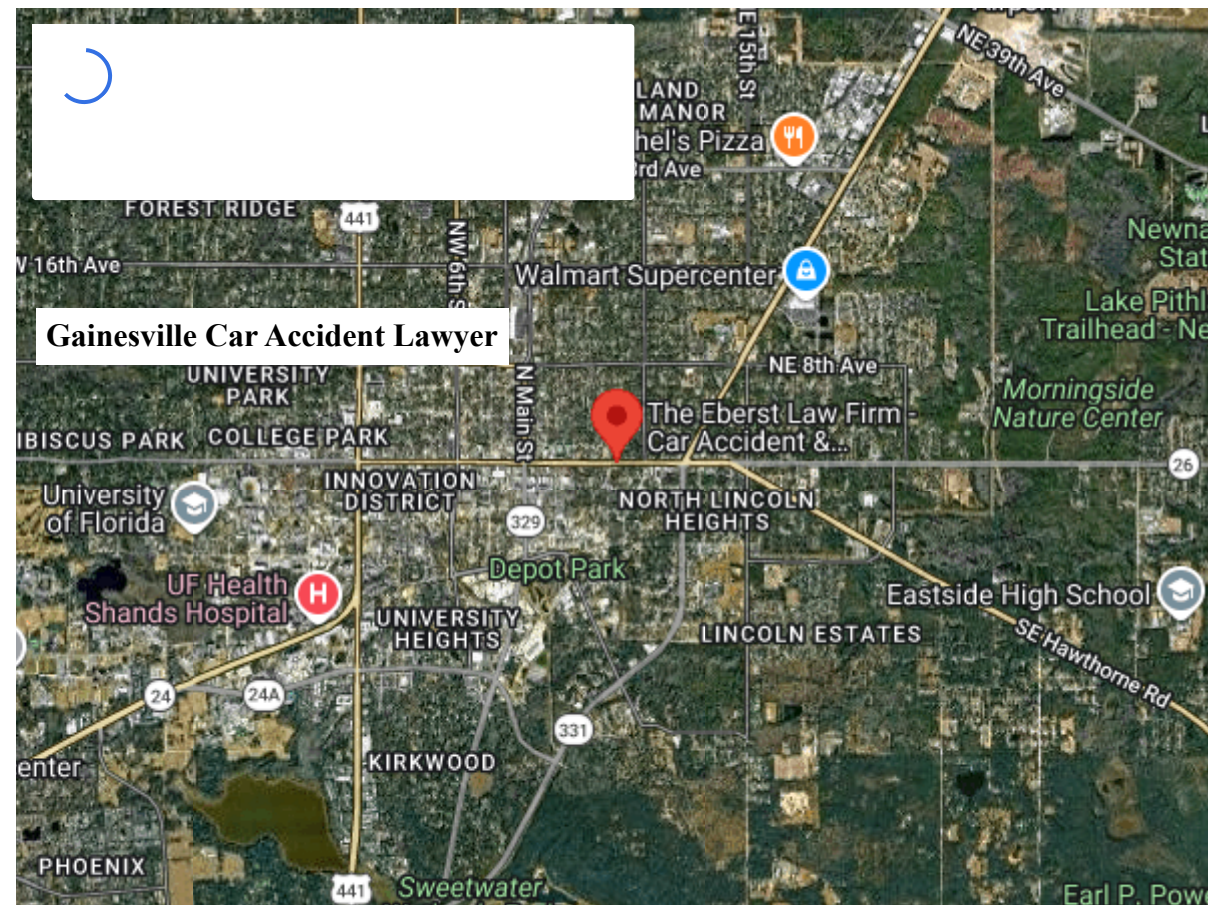 Airport
NE 39th Ave
E 15th St
LAND
MANOR
hel's Pizza
3rd Ave
FOREST RIDGE
441
NW 6th S
W 16th Ave
Walmart Supercenter
Newna
Stat
Lake Pithl
Trailhead - Ne
Gainesville Car Accident Lawyer
UNIVERSITY
PARK
N Main St
NE 8th Ave
Morningside
Nature Center
The Eberst Law Firm -
Car Accident &...
IBISCUS PARK
COLLEGE PARK
26
INNOVATION
DISTRICT
University
of Florida
329
NORTH LINCOLN
HEIGHTS
Depot Park
UF Health
Shands Hospital
H
Eastside High School
UNIVERSITY
HEIGHTS
LINCOLN ESTATES
SE Hawthorne Rd
24
24A
331
enter
KIRKWOOD
PHOENIX
441
Sweetwater
Earl P. Powe